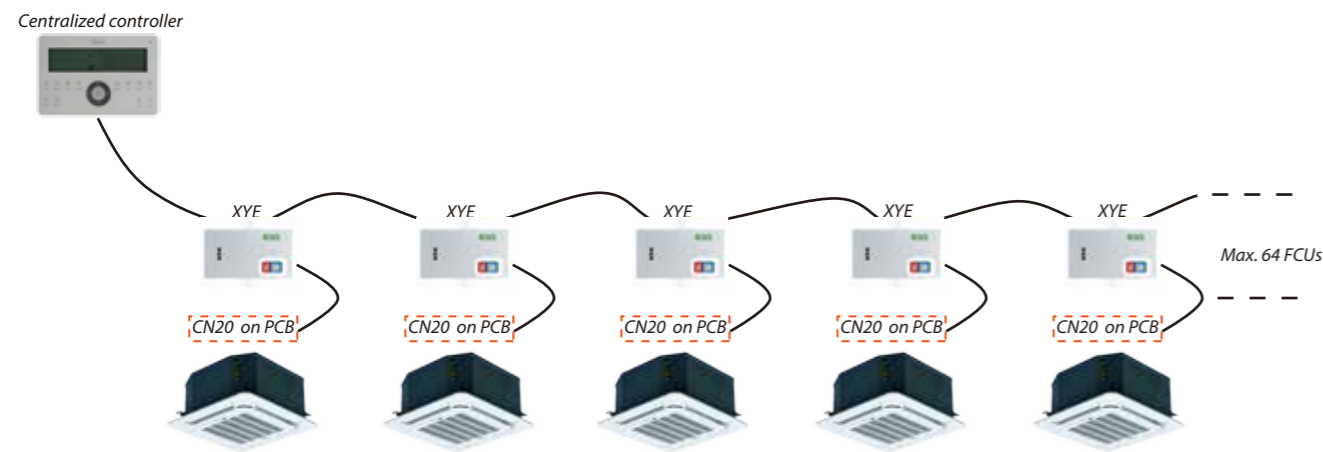 Centralized controller
XYE
XYE
XYE
XYE
XYE
Max. 64 FCUs
CN20 on PCB
CN20 on PCB
CN20 on PCB
CN20 on PCB
CN20 on PCB